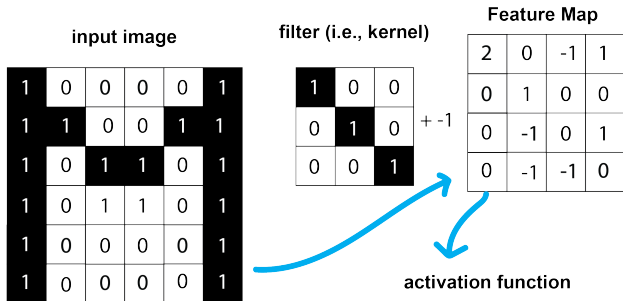 input image
filter (i.e., kernel)
Feature Map
1 0 0 0 0 1
1 1 0 0 1 1
1 0 1 1 0 1
1 0 1 1 0 1
1 0 0 0 0 1
1 0 0 0 0 1
1 0 0
0 1 0
0 0 1
+ -1
2 0 -1 1
0 1 0 0
0 -1 0 1
0 -1 -1 0
activation function